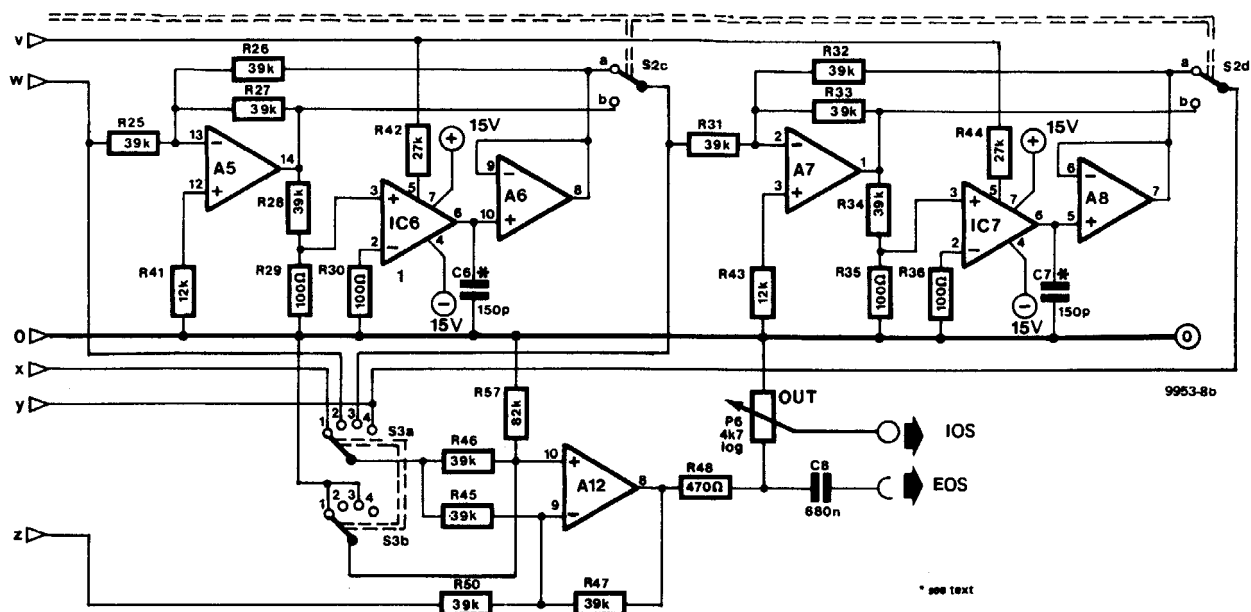 v
w
R25
39k
R26
39k
R27
39k
13
12
−
+
A5
14
R41
12k
R28
39k
R29
100Ω
R30
100Ω
R42
27k
15V
+
3
2
5
7
4
6
+
−
IC6
1
−
15V
C6 *
150p
9
10
−
+
A6
8
a
b
S2c
R31
39k
R32
39k
R33
39k
2
3
−
+
A7
1
R43
12k
R34
39k
R35
100Ω
R36
100Ω
R44
27k
15V
+
3
2
5
7
4
6
+
−
IC7
−
15V
C7 *
150p
6
5
−
+
A8
7
a
b
S2d
0
0
x
y
z
9953-8b
1
2
3
4
S3a
1
2
3
4
S3b
R57
82k
R46
39k
R45
39k
10
9
+
−
A12
8
R48
470Ω
OUT
P6
4k7
log
IOS
C8
680n
EOS
R50
39k
R47
39k
* see text